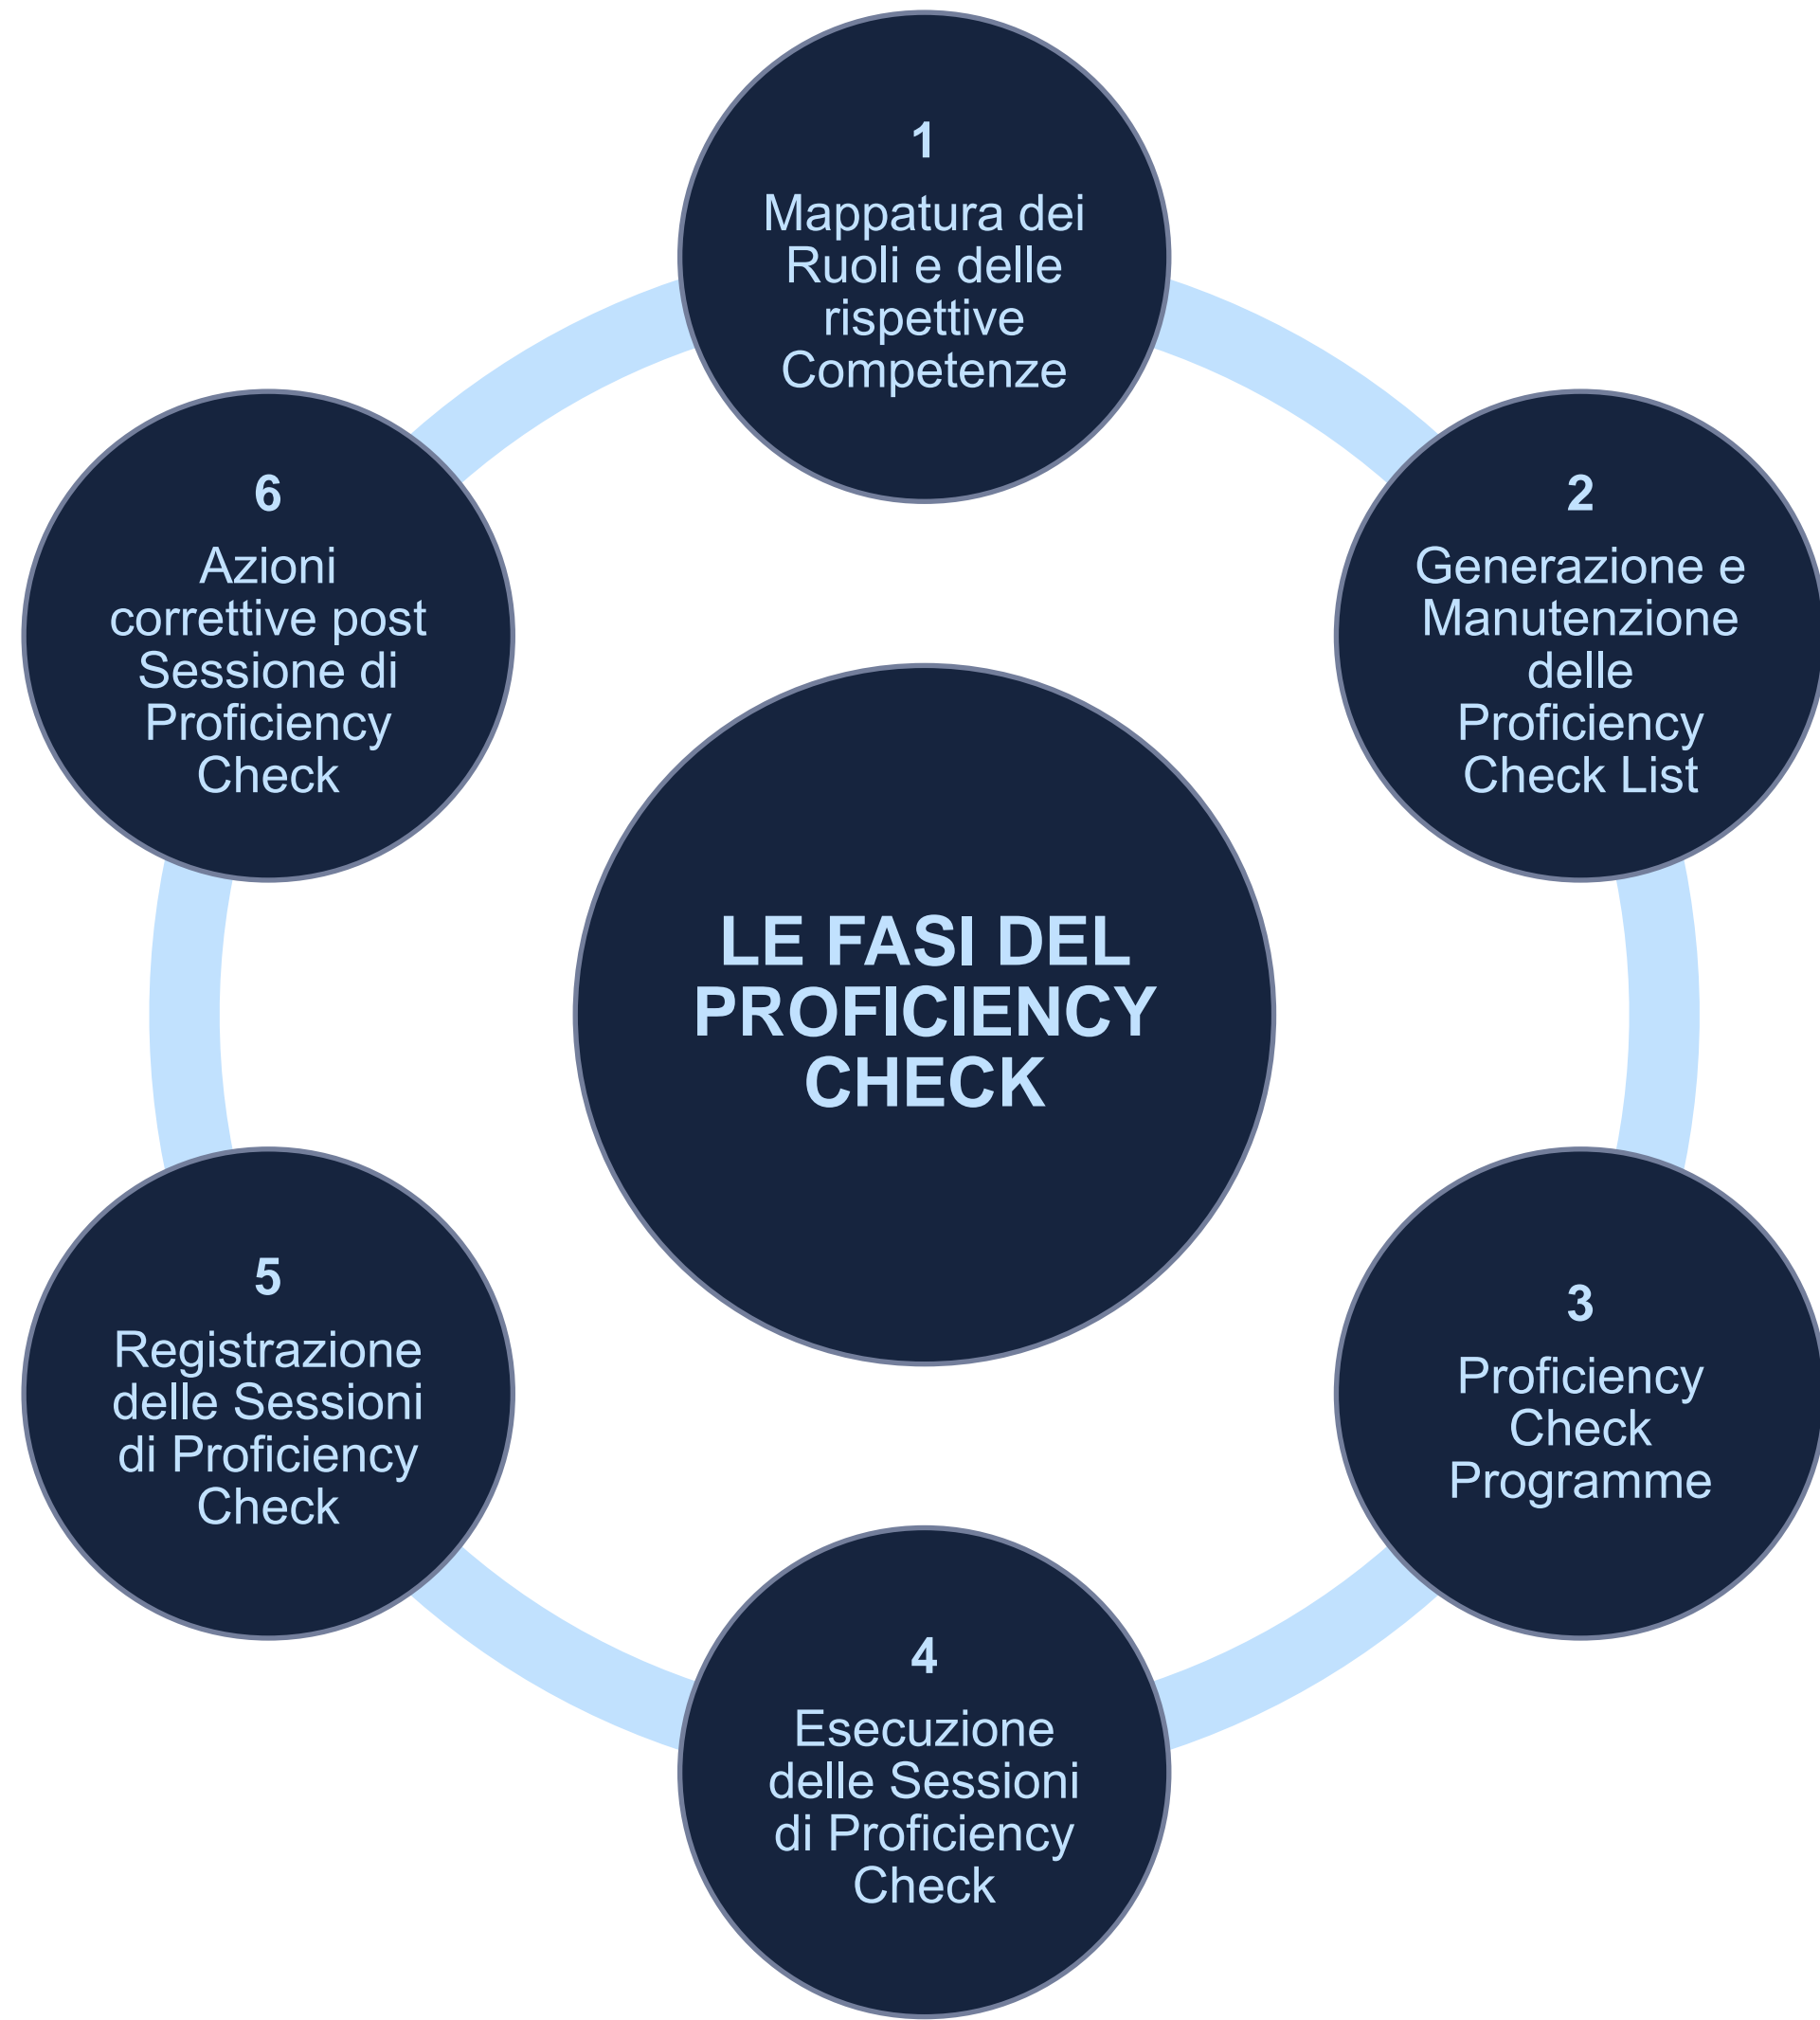 1
Mappatura dei
Ruoli e delle
rispettive
Competenze
2
Generazione e
Manutenzione
delle
Proficiency
Check List
3
Proficiency
Check
Programme
4
Esecuzione
delle Sessioni
di Proficiency
Check
5
Registrazione
delle Sessioni
di Proficiency
Check
6
Azioni
correttive post
Sessione di
Proficiency
Check
LE FASI DEL
PROFICIENCY
CHECK